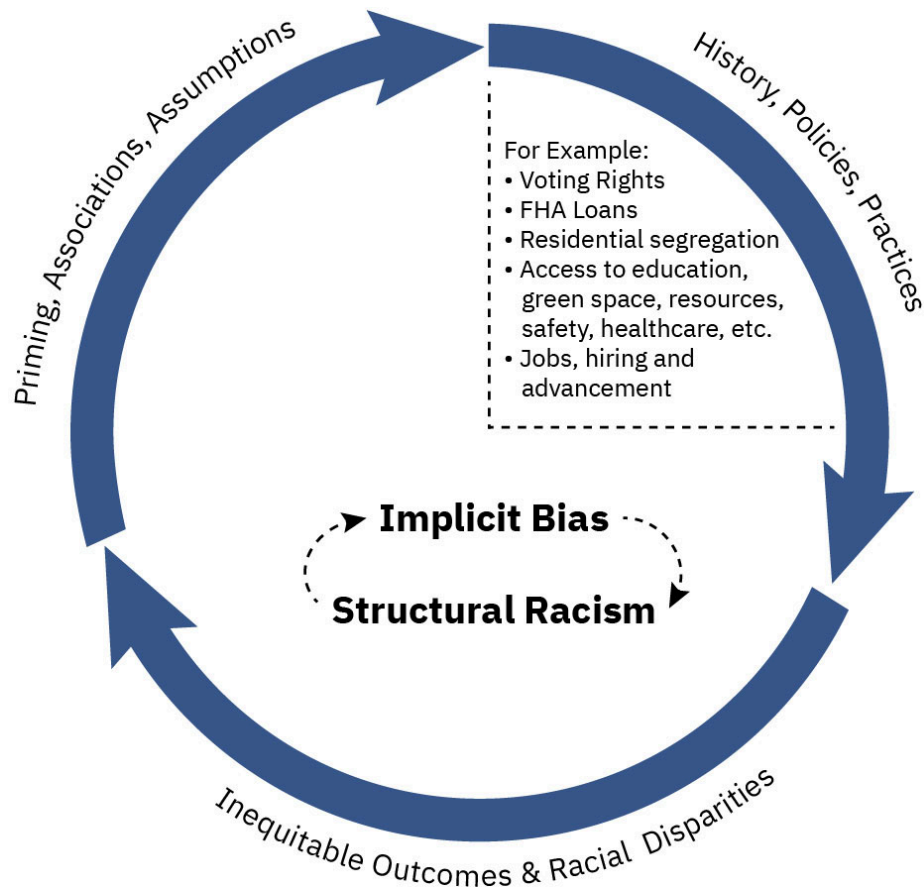 Priming, Associations, Assumptions
History, Policies, Practices
For Example:
• Voting Rights
• FHA Loans
• Residential segregation
• Access to education,
green space, resources,
safety, healthcare, etc.
• Jobs, hiring and
advancement
Implicit Bias
Structural Racism
Inequitable Outcomes & Racial Disparities